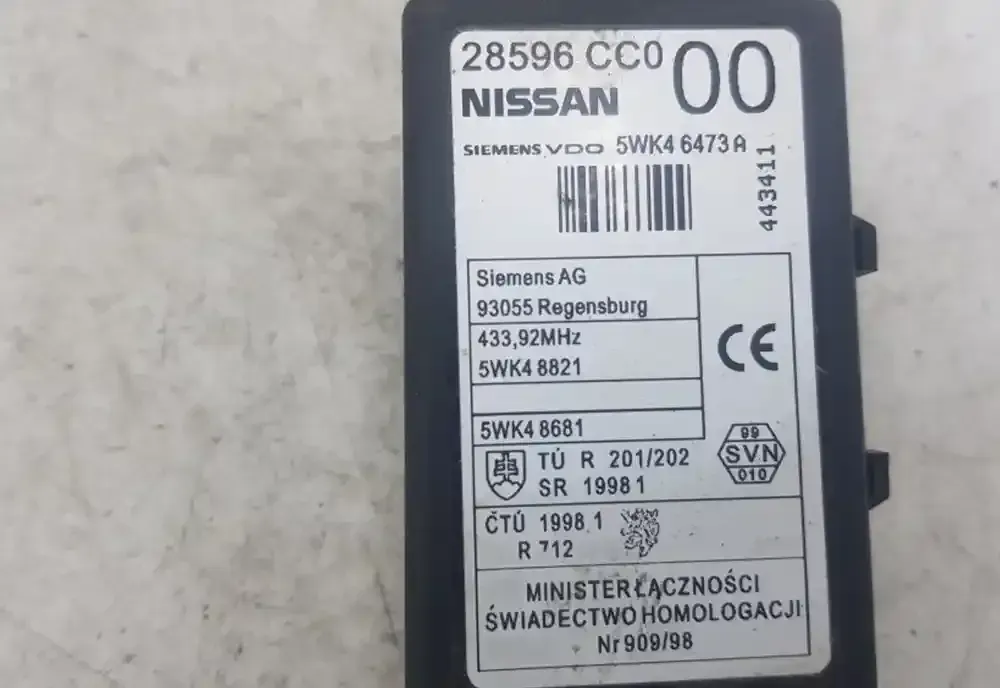 28596 CC0 00
NISSAN
SIEMENS VDO 5WK4 6473 A
443411
Siemens AG
93055 Regensburg
433,92MHz
5WK4 8821
5WK4 8681
CE
99
SVN
010
TÚ R 201/202
SR 1998 1
ČTÚ 1998 1
R 712
MINISTER ŁĄCZNOŚCI
ŚWIADECTWO HOMOLOGACJI
Nr 909/98